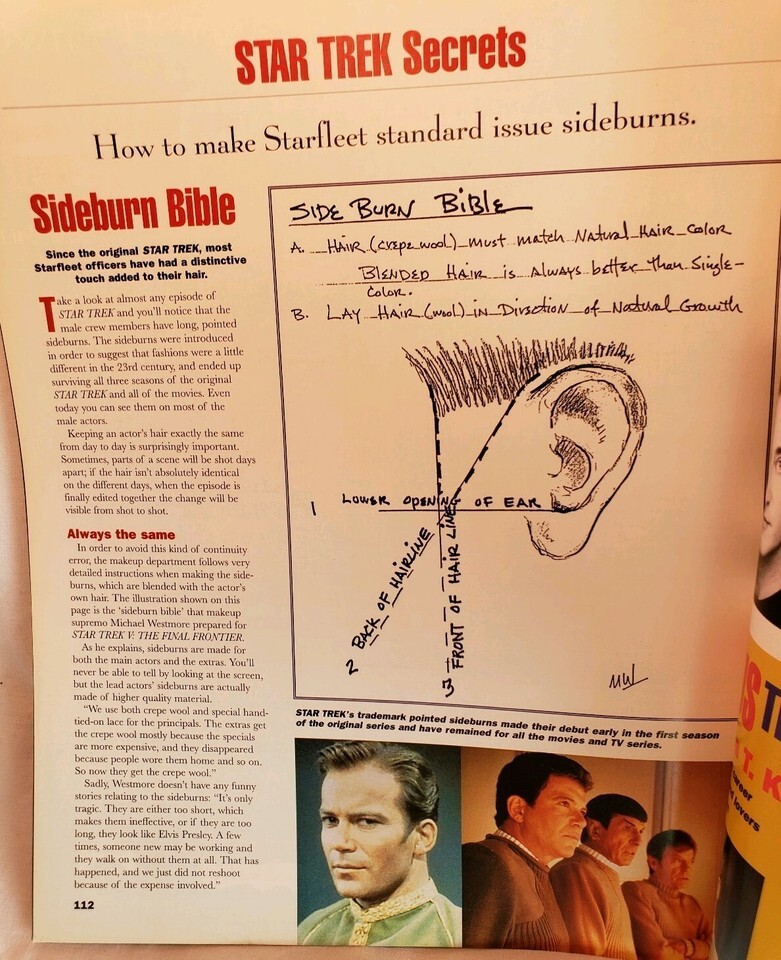 STAR TREK Secrets
How to make Starfleet standard issue sideburns.
Sideburn Bible
Since the original STAR TREK, most
Starfleet officers have had a distinctive
touch added to their hair.
Take a look at almost any episode of
STAR TREK and you'll notice that the
male crew members have long, pointed
sideburns. The sideburns were introduced
in order to suggest that fashions were a little
different in the 23rd century, and ended up
surviving all three seasons of the original
STAR TREK and all of the movies. Even
today you can see them on most of the
male actors.
Keeping an actor's hair exactly the same
from day to day is surprisingly important.
Sometimes, parts of a scene will be shot days
apart; if the hair isn't absolutely identical
on the different days, when the episode is
finally edited together the change will be
visible from shot to shot.
Always the same
In order to avoid this kind of continuity
error, the makeup department follows very
detailed instructions when making the side-
burns, which are blended with the actor's
own hair. The illustration shown on this
page is the 'sideburn bible' that makeup
supremo Michael Westmore prepared for
STAR TREK V: THE FINAL FRONTIER.
As he explains, sideburns are made for
both the main actors and the extras. You'll
never be able to tell by looking at the screen,
but the lead actors' sideburns are actually
made of higher quality material.
"We use both crepe wool and special hand-
tied-on lace for the principals. The extras get
the crepe wool mostly because the specials
are more expensive, and they disappeared
because people wore them home and so on.
So now they get the crepe wool."
Sadly, Westmore doesn't have any funny
stories relating to the sideburns: "It's only
tragic. They are either too short, which
makes them ineffective, or if they are too
long, they look like Elvis Presley. A few
times, someone new may be working and
they walk on without them at all. That has
happened, and we just did not reshoot
because of the expense involved."
112
SIDE BURN BIBLE
A. HAIR (crepe wool) must match Natural Hair Color
BLENDED HAIR is Always better than Single-
Color.
B. LAY HAIR (wool) in Direction of Natural Growth
1 LOWER OPENING OF EAR
2 BACK OF HAIRLINE
3 FRONT OF HAIR LINE
MW
STAR TREK's trademark pointed sideburns made their debut early in the first season
of the original series and have remained for all the movies and TV series.
T. K
lovers